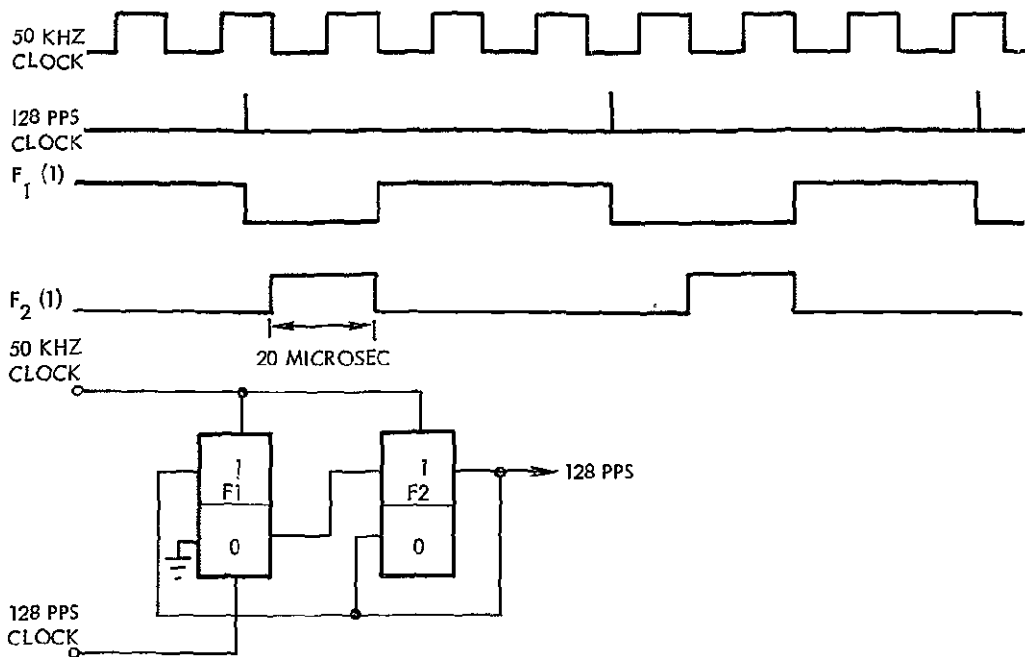 50 KHZ
CLOCK
128 PPS
CLOCK
F1 (1)
F2 (1)
20 MICROSEC
50 KHZ
CLOCK
1
F1
0
1
F2
0
128 PPS
128 PPS
CLOCK